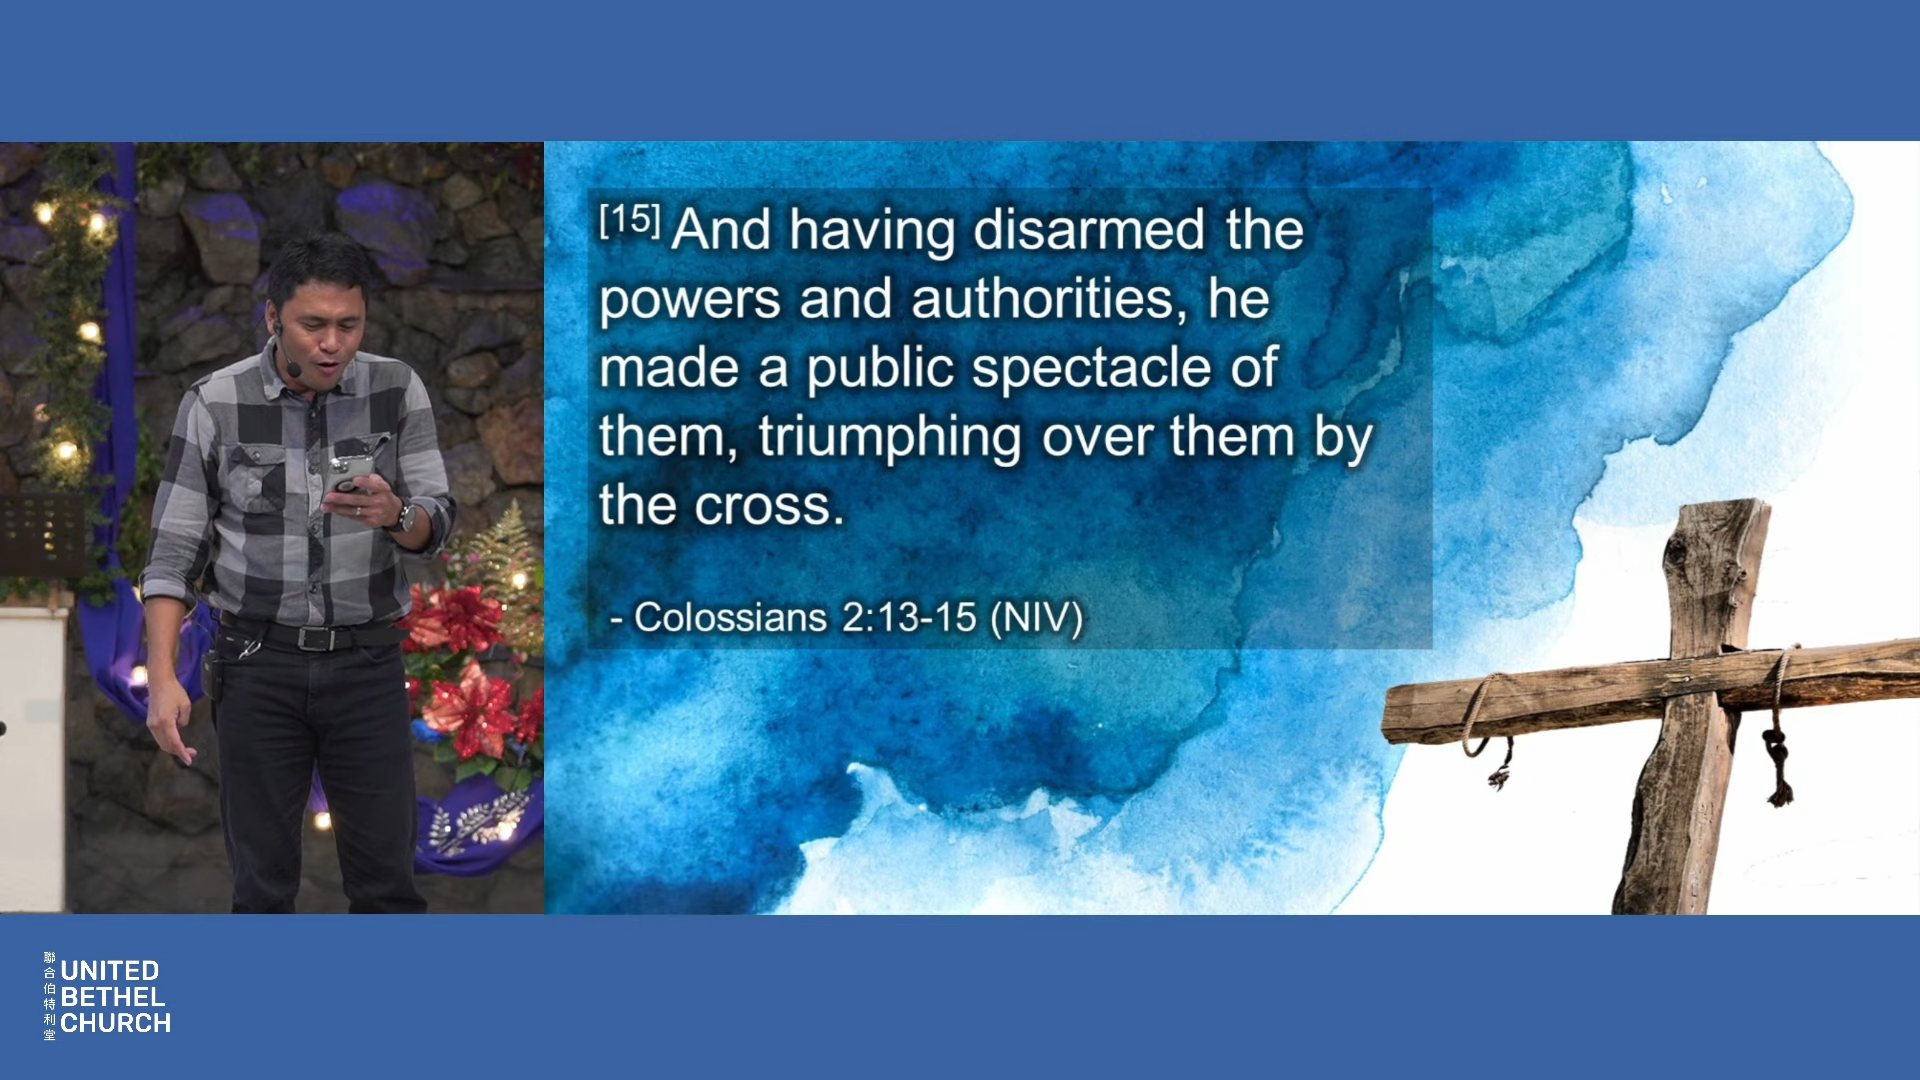 [15] And having disarmed the
powers and authorities, he
made a public spectacle of
them, triumphing over them by
the cross.
- Colossians 2:13-15 (NIV)
聯合伯特利堂
UNITED
BETHEL
CHURCH